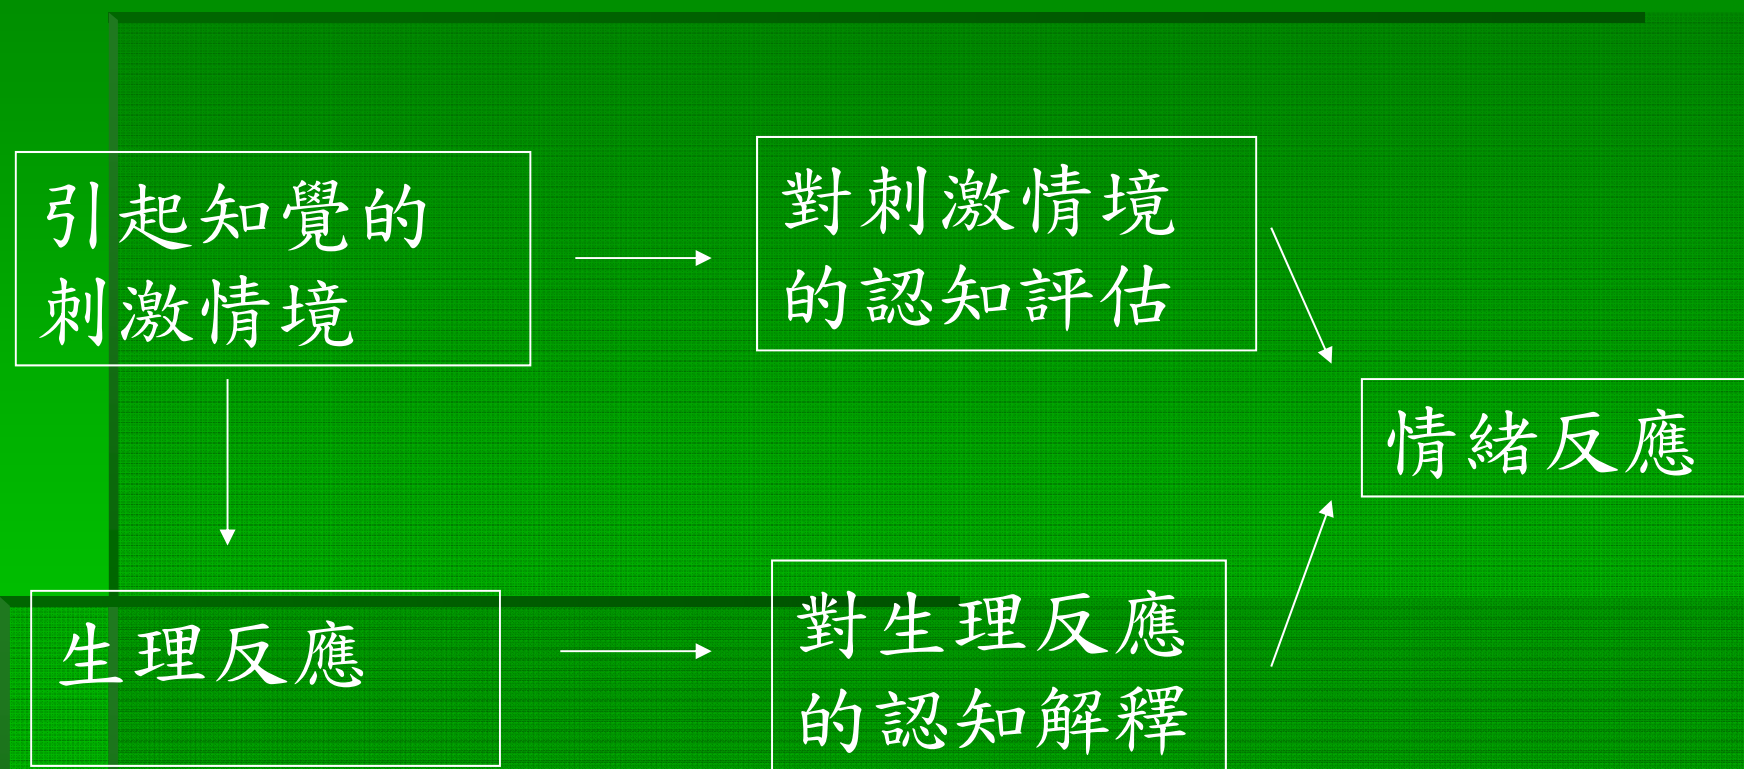 引起知覺的
刺激情境
對刺激情境
的認知評估
情緒反應
生理反應
對生理反應
的認知解釋